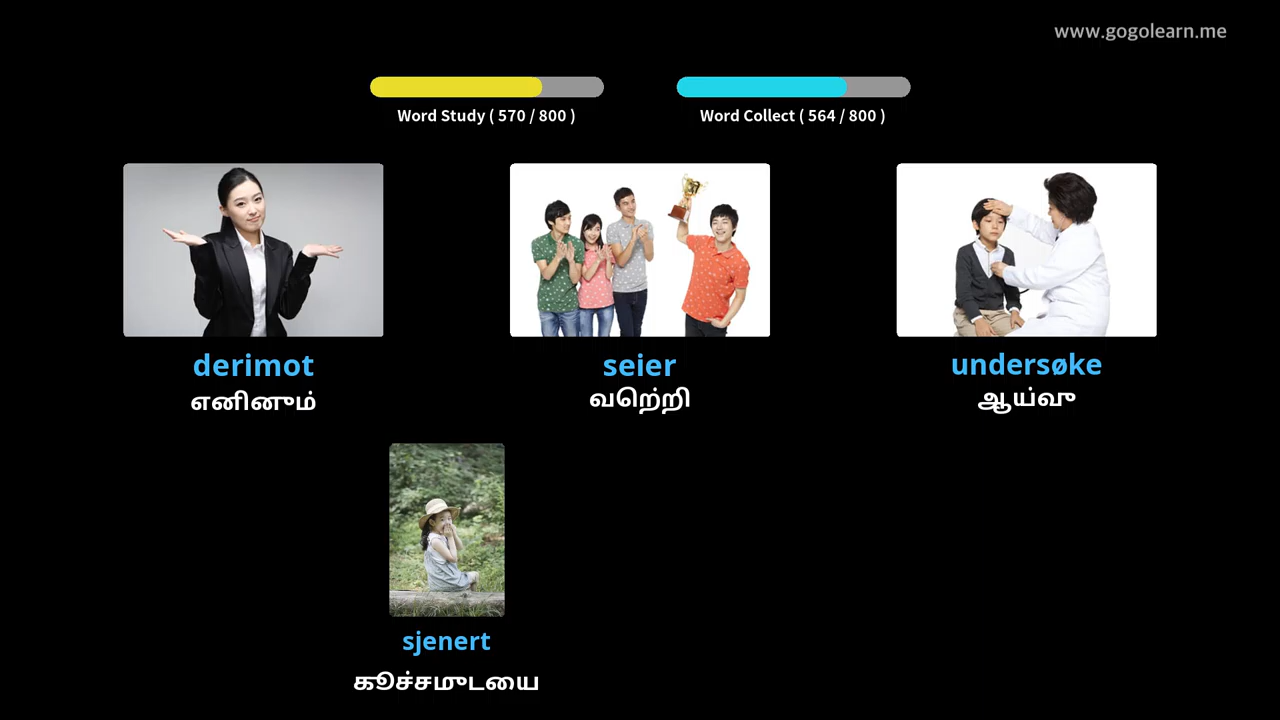 www.gogolearn.me
Word Study ( 570 / 800 )
Word Collect ( 564 / 800 )
derimot
எனினும்
seier
வெற்றி
undersøke
ஆய்வு
sjenert
கூச்சமுடைய